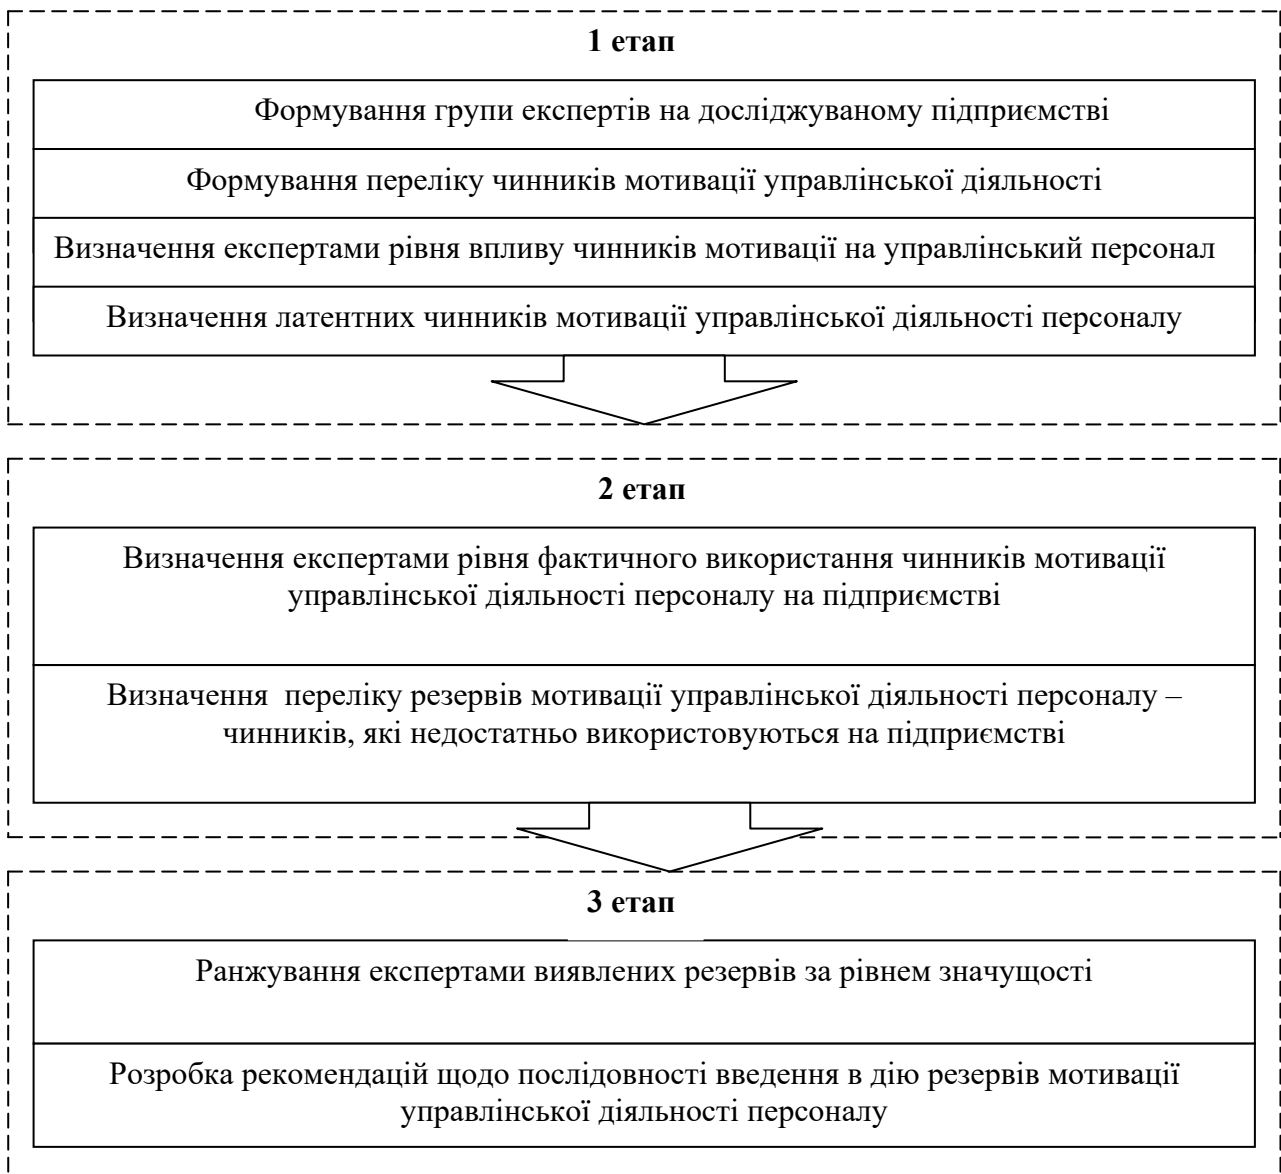 1 етап
Формування групи експертів на досліджуваному підприємстві
Формування переліку чинників мотивації управлінської діяльності
Визначення експертами рівня впливу чинників мотивації на управлінський персонал
Визначення латентних чинників мотивації управлінської діяльності персоналу
2 етап
Визначення експертами рівня фактичного використання чинників мотивації
управлінської діяльності персоналу на підприємстві
Визначення  переліку резервів мотивації управлінської діяльності персоналу –
чинників, які недостатньо використовуються на підприємстві
3 етап
Ранжування експертами виявлених резервів за рівнем значущості
Розробка рекомендацій щодо послідовності введення в дію резервів мотивації
управлінської діяльності персоналу